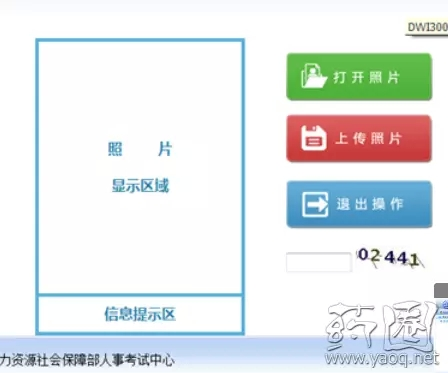 DWI300
打开照片
照 片
上传照片
显示区域
退出操作
02441
信息提示区
药圈
www.yaoq.net
力资源社会保障部人事考试中心